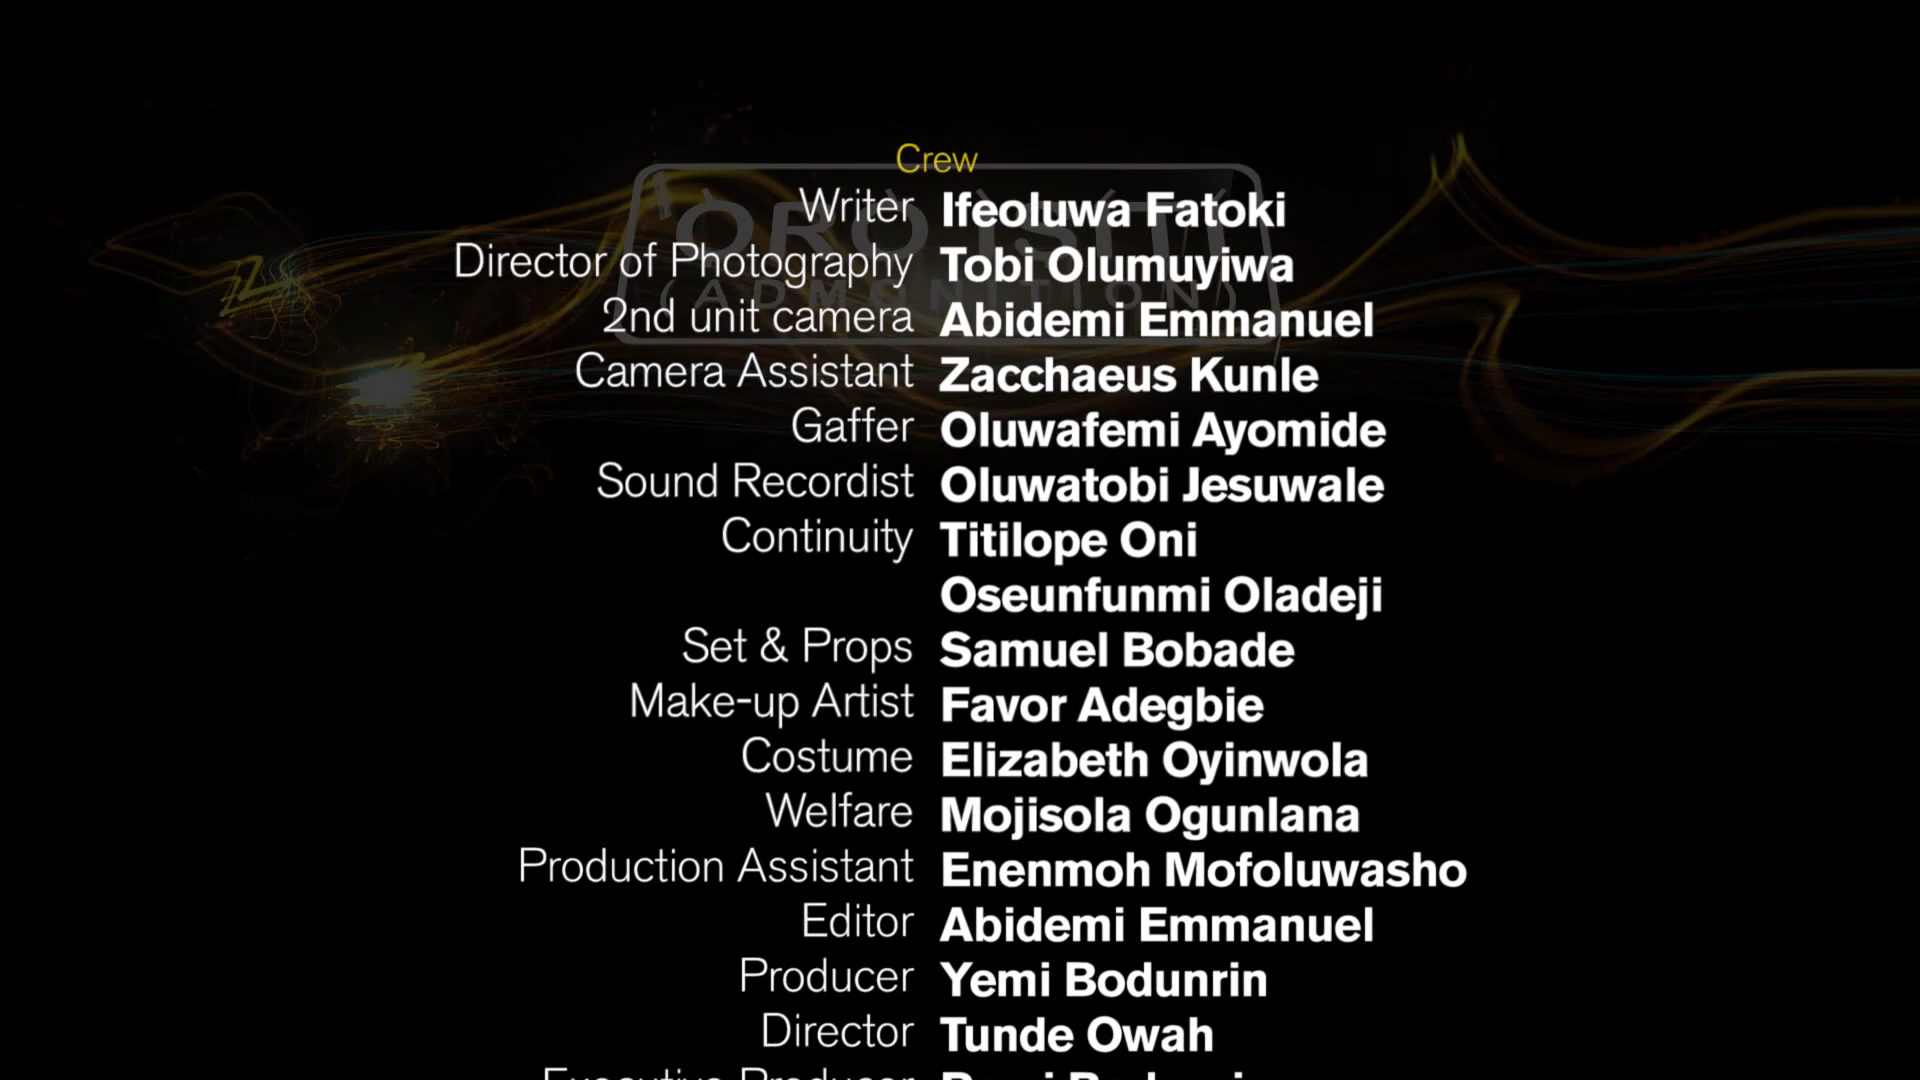 Crew
Writer Ifeoluwa Fatoki
Director of Photography Tobi Olumuyiwa
2nd unit camera Abidemi Emmanuel
Camera Assistant Zacchaeus Kunle
Gaffer Oluwafemi Ayomide
Sound Recordist Oluwatobi Jesuwale
Continuity Titilope Oni
Oseunfunmi Oladeji
Set & Props Samuel Bobade
Make-up Artist Favor Adegbie
Costume Elizabeth Oyinwola
Welfare Mojisola Ogunlana
Production Assistant Enenmoh Mofoluwasho
Editor Abidemi Emmanuel
Producer Yemi Bodunrin
Director Tunde Owah
Executive Producer
(ADMONITION)